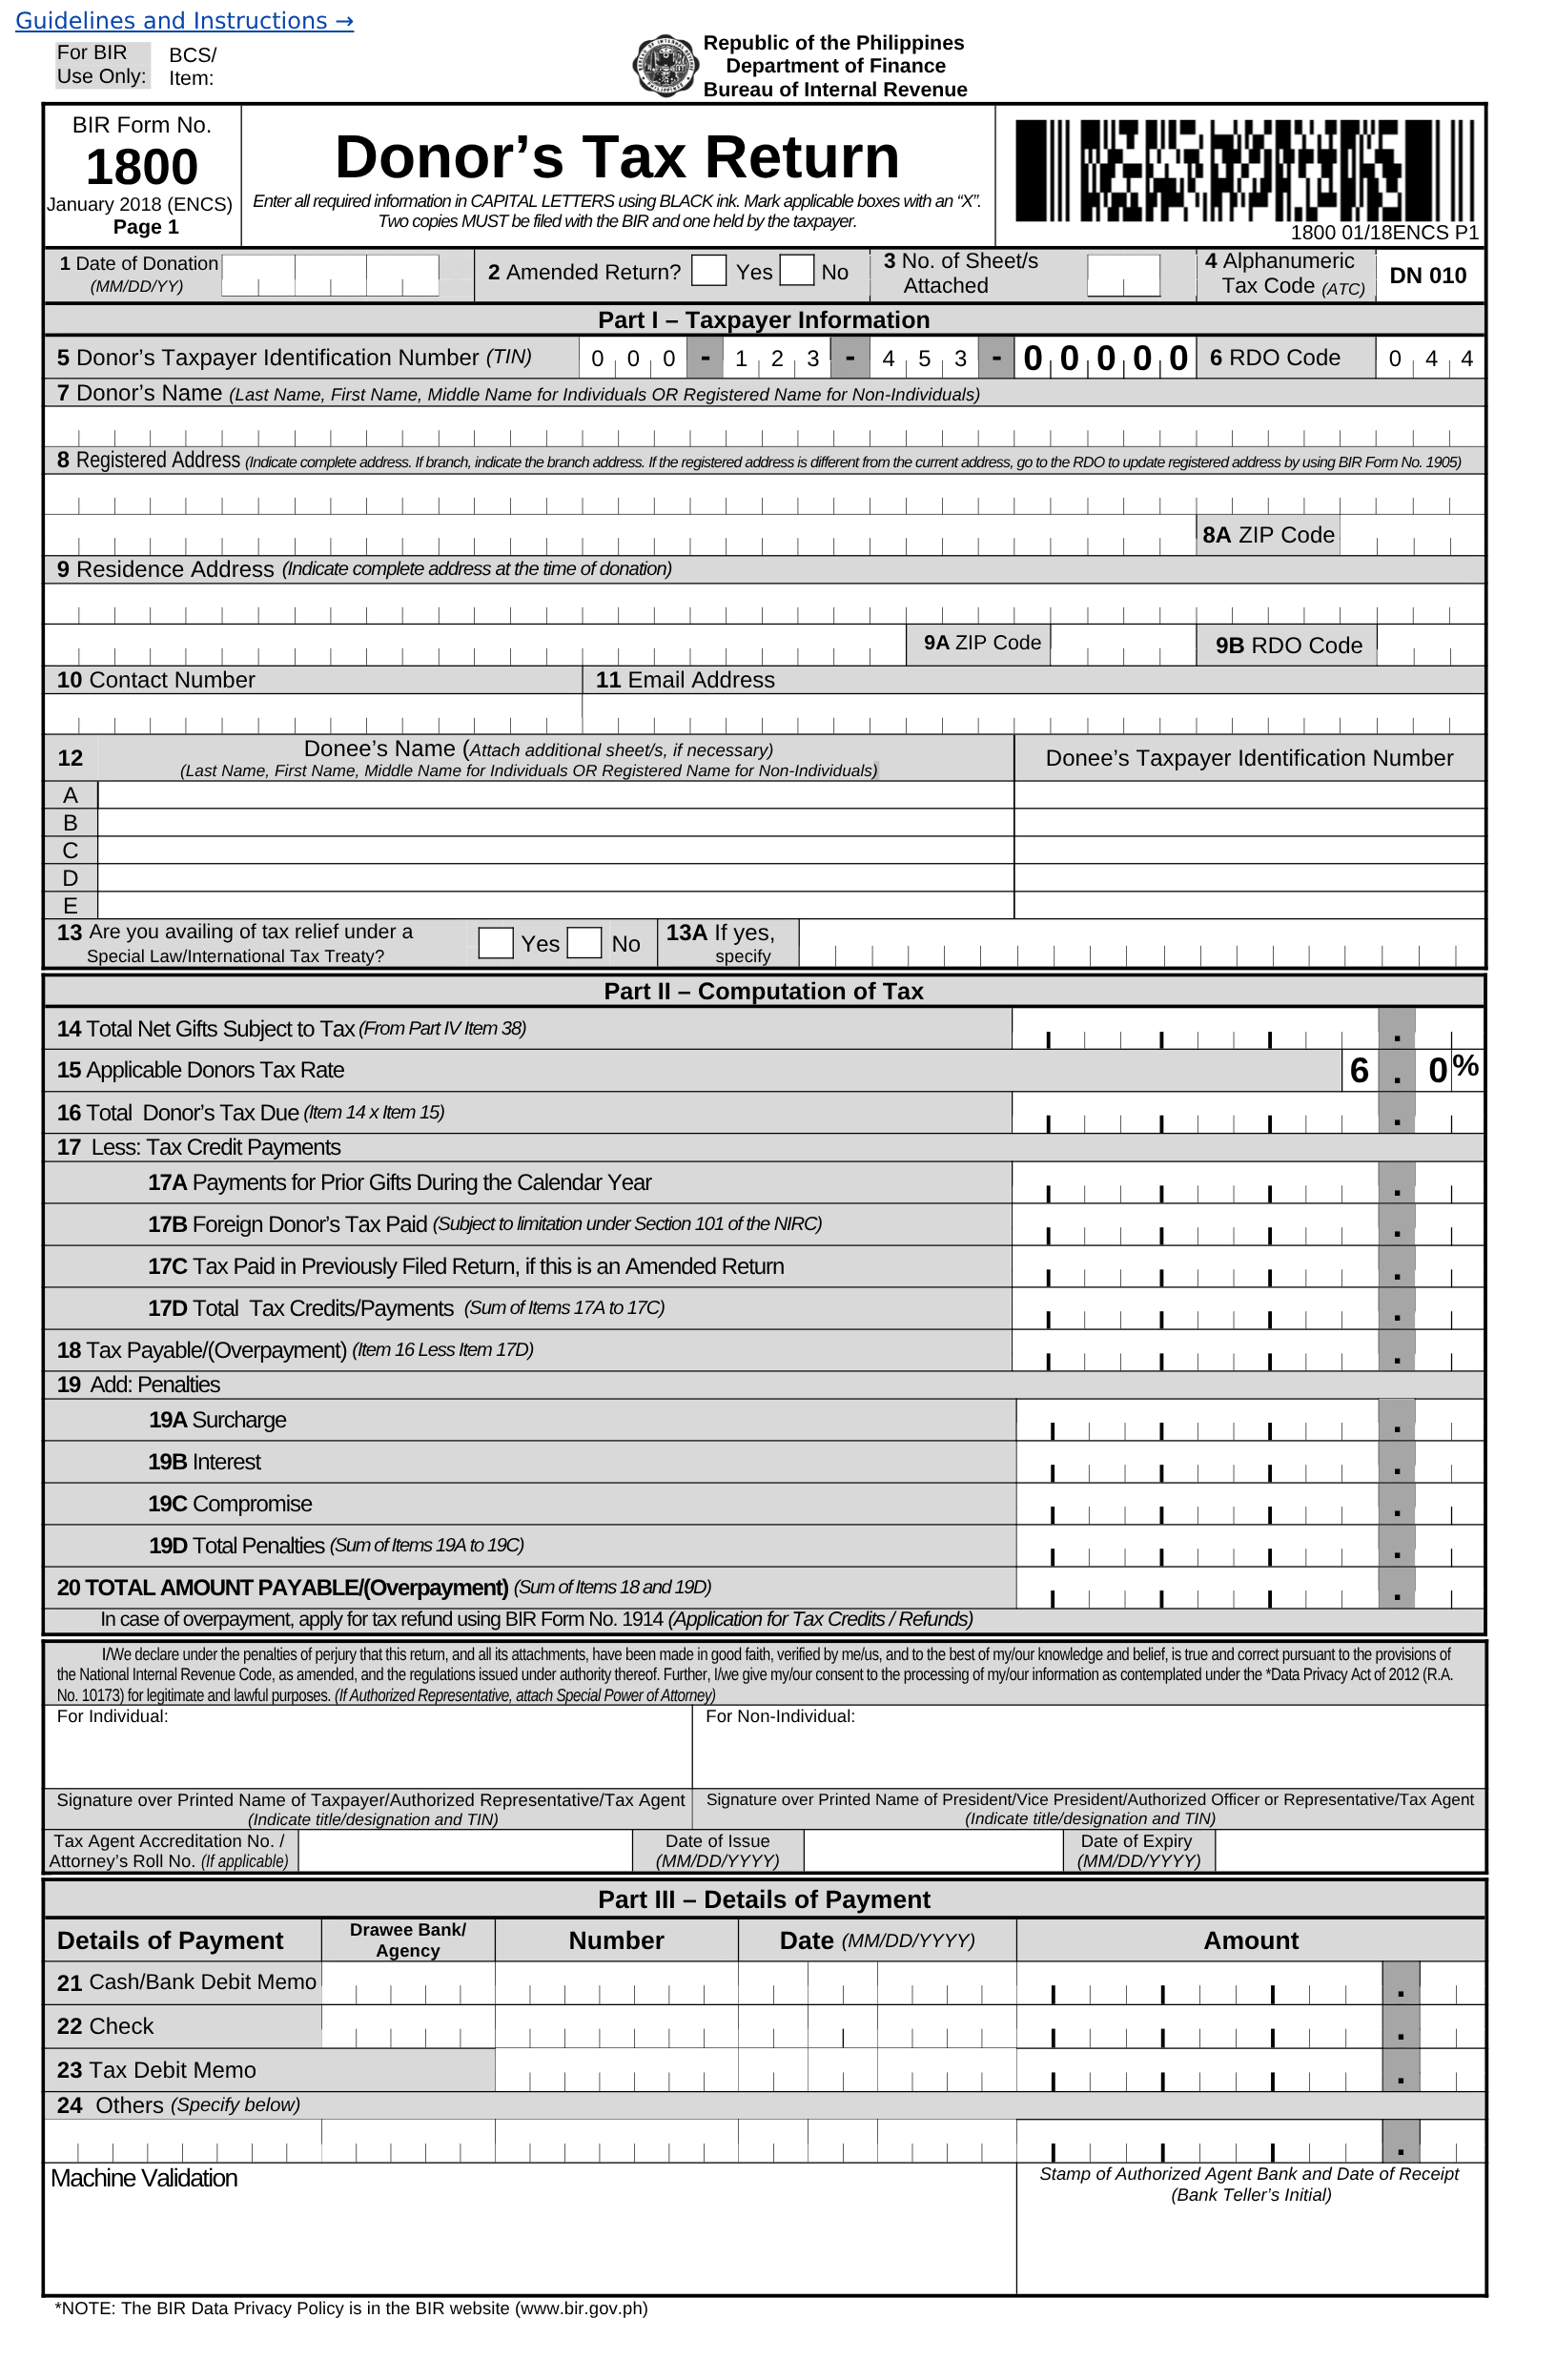 Guidelines and Instructions →
For BIR
Use Only:
BCS/
Item:
Republic of the Philippines
Department of Finance
Bureau of Internal Revenue
BIR Form No.
1800
January 2018 (ENCS)
Page 1
Donor’s Tax Return
Enter all required information in CAPITAL LETTERS using BLACK ink. Mark applicable boxes with an “X”.
Two copies MUST be filed with the BIR and one held by the taxpayer.
1800 01/18ENCS P1
1 Date of Donation
(MM/DD/YY)
2 Amended Return? Yes No
3 No. of Sheet/s
Attached
4 Alphanumeric
Tax Code (ATC)
DN 010
Part I – Taxpayer Information
5 Donor’s Taxpayer Identification Number (TIN) 0 0 0 - 1 2 3 - 4 5 3 - 0 0 0 0 0 6 RDO Code 0 4 4
7 Donor’s Name (Last Name, First Name, Middle Name for Individuals OR Registered Name for Non-Individuals)
8 Registered Address (Indicate complete address. If branch, indicate the branch address. If the registered address is different from the current address, go to the RDO to update registered address by using BIR Form No. 1905)
8A ZIP Code
9 Residence Address (Indicate complete address at the time of donation)
9A ZIP Code 9B RDO Code
10 Contact Number 11 Email Address
12
Donee’s Name (Attach additional sheet/s, if necessary)
(Last Name, First Name, Middle Name for Individuals OR Registered Name for Non-Individuals)
Donee’s Taxpayer Identification Number
A
B
C
D
E
13 Are you availing of tax relief under a
Special Law/International Tax Treaty?
Yes No
13A If yes,
specify
Part II – Computation of Tax
14 Total Net Gifts Subject to Tax (From Part IV Item 38) .
15 Applicable Donors Tax Rate 6 . 0 %
16 Total Donor’s Tax Due (Item 14 x Item 15) .
17 Less: Tax Credit Payments
17A Payments for Prior Gifts During the Calendar Year .
17B Foreign Donor’s Tax Paid (Subject to limitation under Section 101 of the NIRC) .
17C Tax Paid in Previously Filed Return, if this is an Amended Return .
17D Total Tax Credits/Payments (Sum of Items 17A to 17C) .
18 Tax Payable/(Overpayment) (Item 16 Less Item 17D) .
19 Add: Penalties
19A Surcharge .
19B Interest .
19C Compromise .
19D Total Penalties (Sum of Items 19A to 19C) .
20 TOTAL AMOUNT PAYABLE/(Overpayment) (Sum of Items 18 and 19D) .
In case of overpayment, apply for tax refund using BIR Form No. 1914 (Application for Tax Credits / Refunds)
I/We declare under the penalties of perjury that this return, and all its attachments, have been made in good faith, verified by me/us, and to the best of my/our knowledge and belief, is true and correct pursuant to the provisions of
the National Internal Revenue Code, as amended, and the regulations issued under authority thereof. Further, I/we give my/our consent to the processing of my/our information as contemplated under the *Data Privacy Act of 2012 (R.A.
No. 10173) for legitimate and lawful purposes. (If Authorized Representative, attach Special Power of Attorney)
For Individual:
For Non-Individual:
Signature over Printed Name of Taxpayer/Authorized Representative/Tax Agent
(Indicate title/designation and TIN)
Signature over Printed Name of President/Vice President/Authorized Officer or Representative/Tax Agent
(Indicate title/designation and TIN)
Tax Agent Accreditation No. /
Attorney’s Roll No. (If applicable)
Date of Issue
(MM/DD/YYYY)
Date of Expiry
(MM/DD/YYYY)
Part III – Details of Payment
Details of Payment
Drawee Bank/
Agency
Number
Date (MM/DD/YYYY)
Amount
21 Cash/Bank Debit Memo .
22 Check .
23 Tax Debit Memo .
24 Others (Specify below)
.
Machine Validation
Stamp of Authorized Agent Bank and Date of Receipt
(Bank Teller’s Initial)
*NOTE: The BIR Data Privacy Policy is in the BIR website (www.bir.gov.ph)